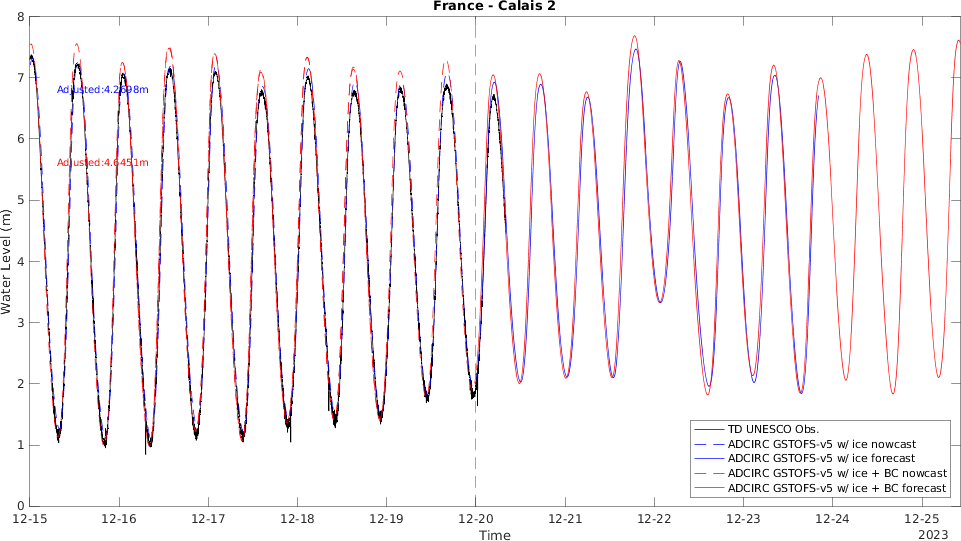 France - Calais 2
8
7
6
5
4
3
2
1
0
Water Level (m)
Adjusted:4.2698m
Adjusted:4.6451m
TD UNESCO Obs.
ADCIRC GSTOFS-v5 w/ ice nowcast
ADCIRC GSTOFS-v5 w/ ice forecast
ADCIRC GSTOFS-v5 w/ ice + BC nowcast
ADCIRC GSTOFS-v5 w/ ice + BC forecast
12-15 12-16 12-17 12-18 12-19 12-20 12-21 12-22 12-23 12-24 12-25
Time
2023